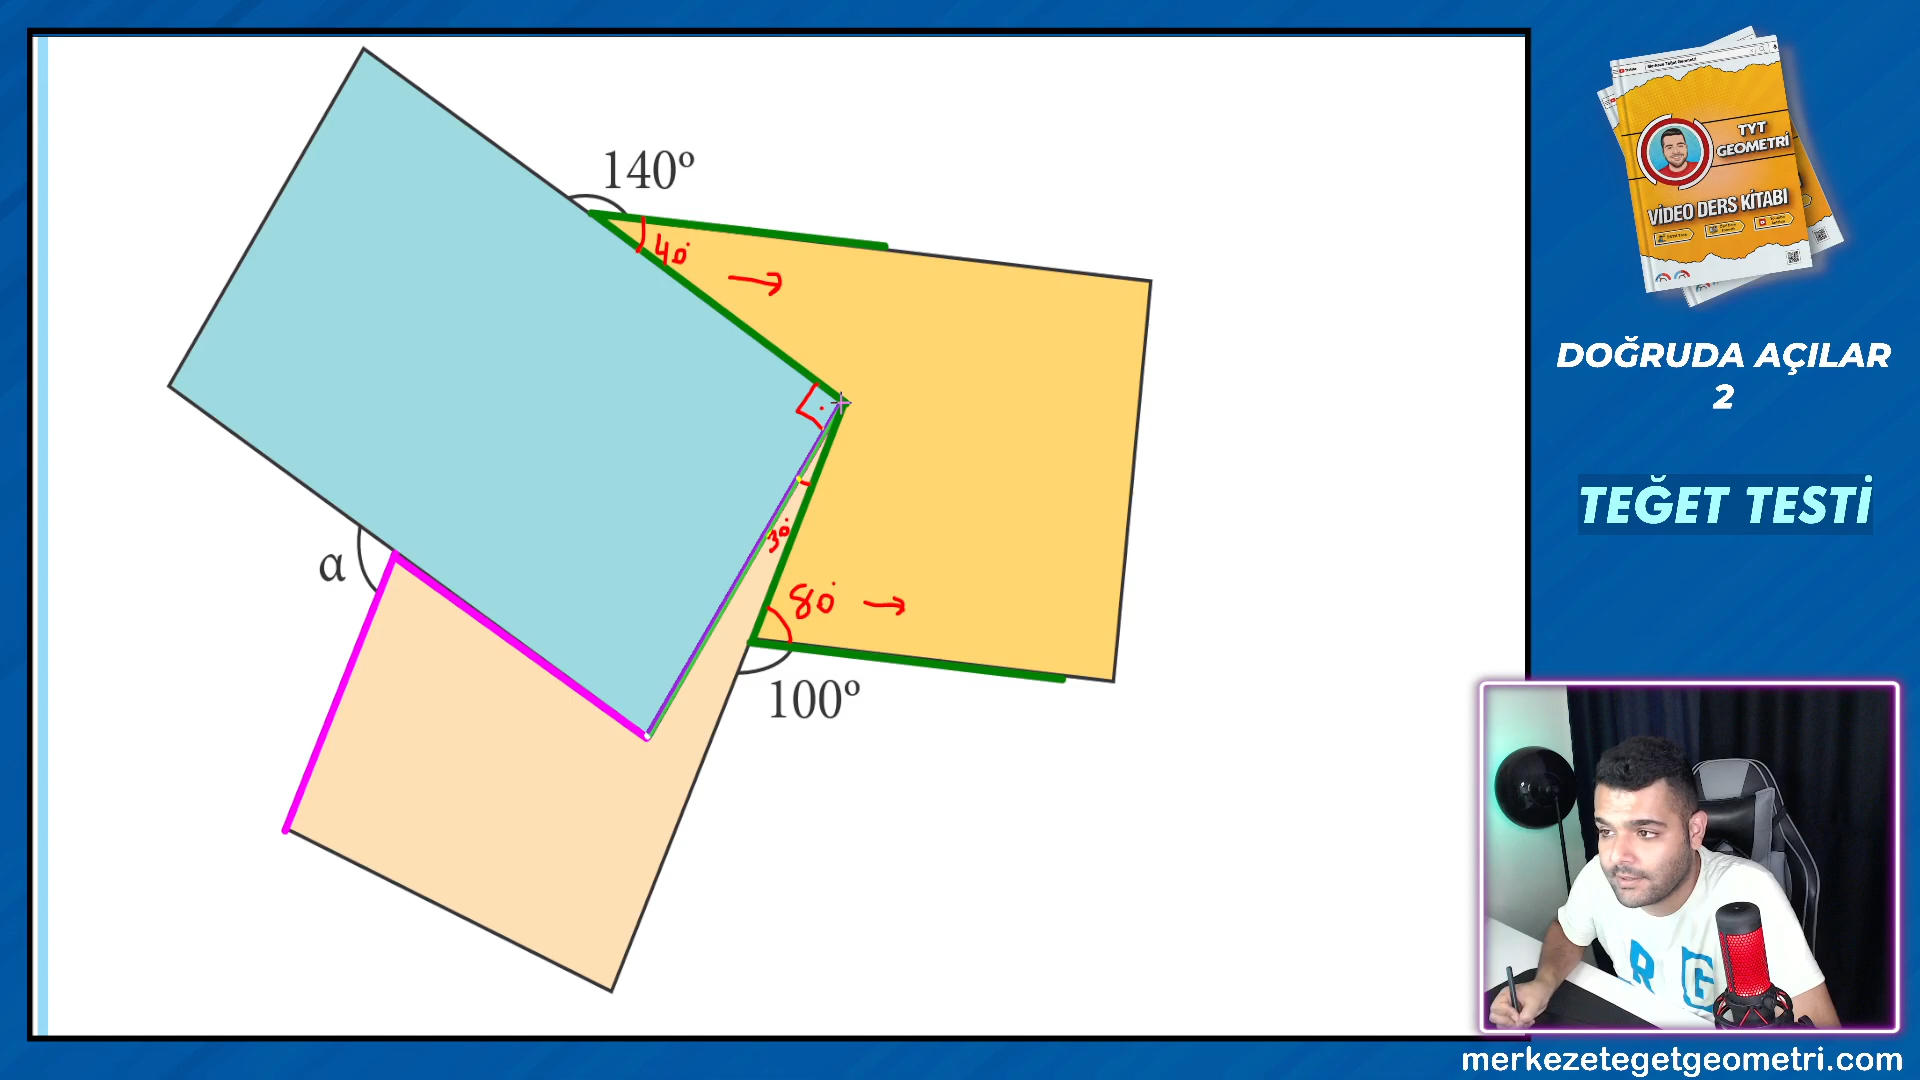 140º
40°
α
30°
80°
100º
TYT
GEOMETRİ
VİDEO DERS KİTABI
DOĞRUDA AÇILAR
2
TEĞET TESTİ
R G
merkezetegetgeometri.com